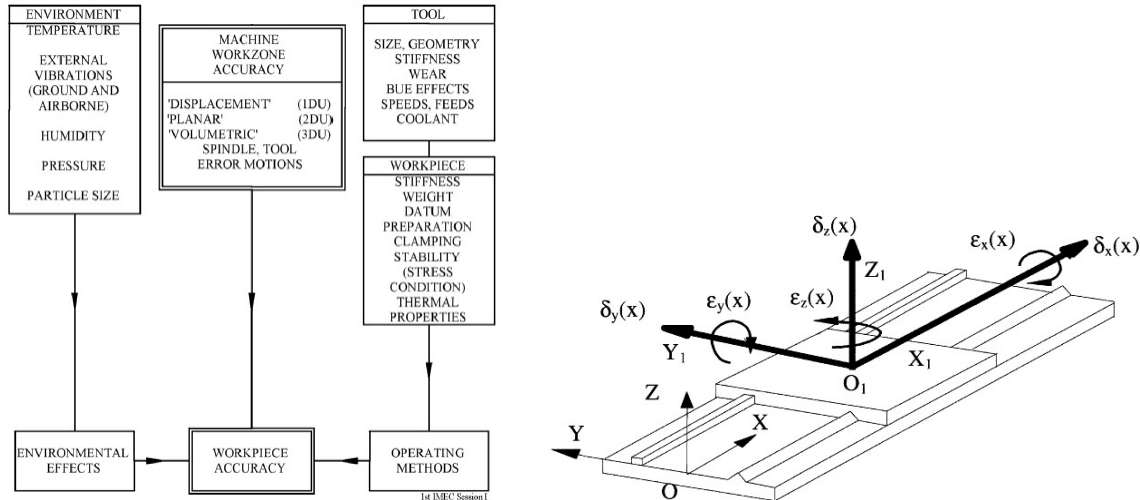 ENVIRONMENT
TEMPERATURE
EXTERNAL
VIBRATIONS
(GROUND AND
AIRBORNE)
HUMIDITY
PRESSURE
PARTICLE SIZE
MACHINE
WORKZONE
ACCURACY
'DISPLACEMENT' (1DU)
'PLANAR' (2DU)
'VOLUMETRIC' (3DU)
SPINDLE, TOOL
ERROR MOTIONS
TOOL
SIZE, GEOMETRY
STIFFNESS
WEAR
BUE EFFECTS
SPEEDS, FEEDS
COOLANT
WORKPIECE
STIFFNESS
WEIGHT
DATUM
PREPARATION
CLAMPING
STABILITY
(STRESS
CONDITION)
THERMAL
PROPERTIES
ENVIRONMENTAL
EFFECTS
WORKPIECE
ACCURACY
OPERATING
METHODS
1st IMEC Session I
δz(x)
εx(x)
δx(x)
Z1
δy(x)
εy(x)
εz(x)
Y1
X1
O1
Z
X
Y
O